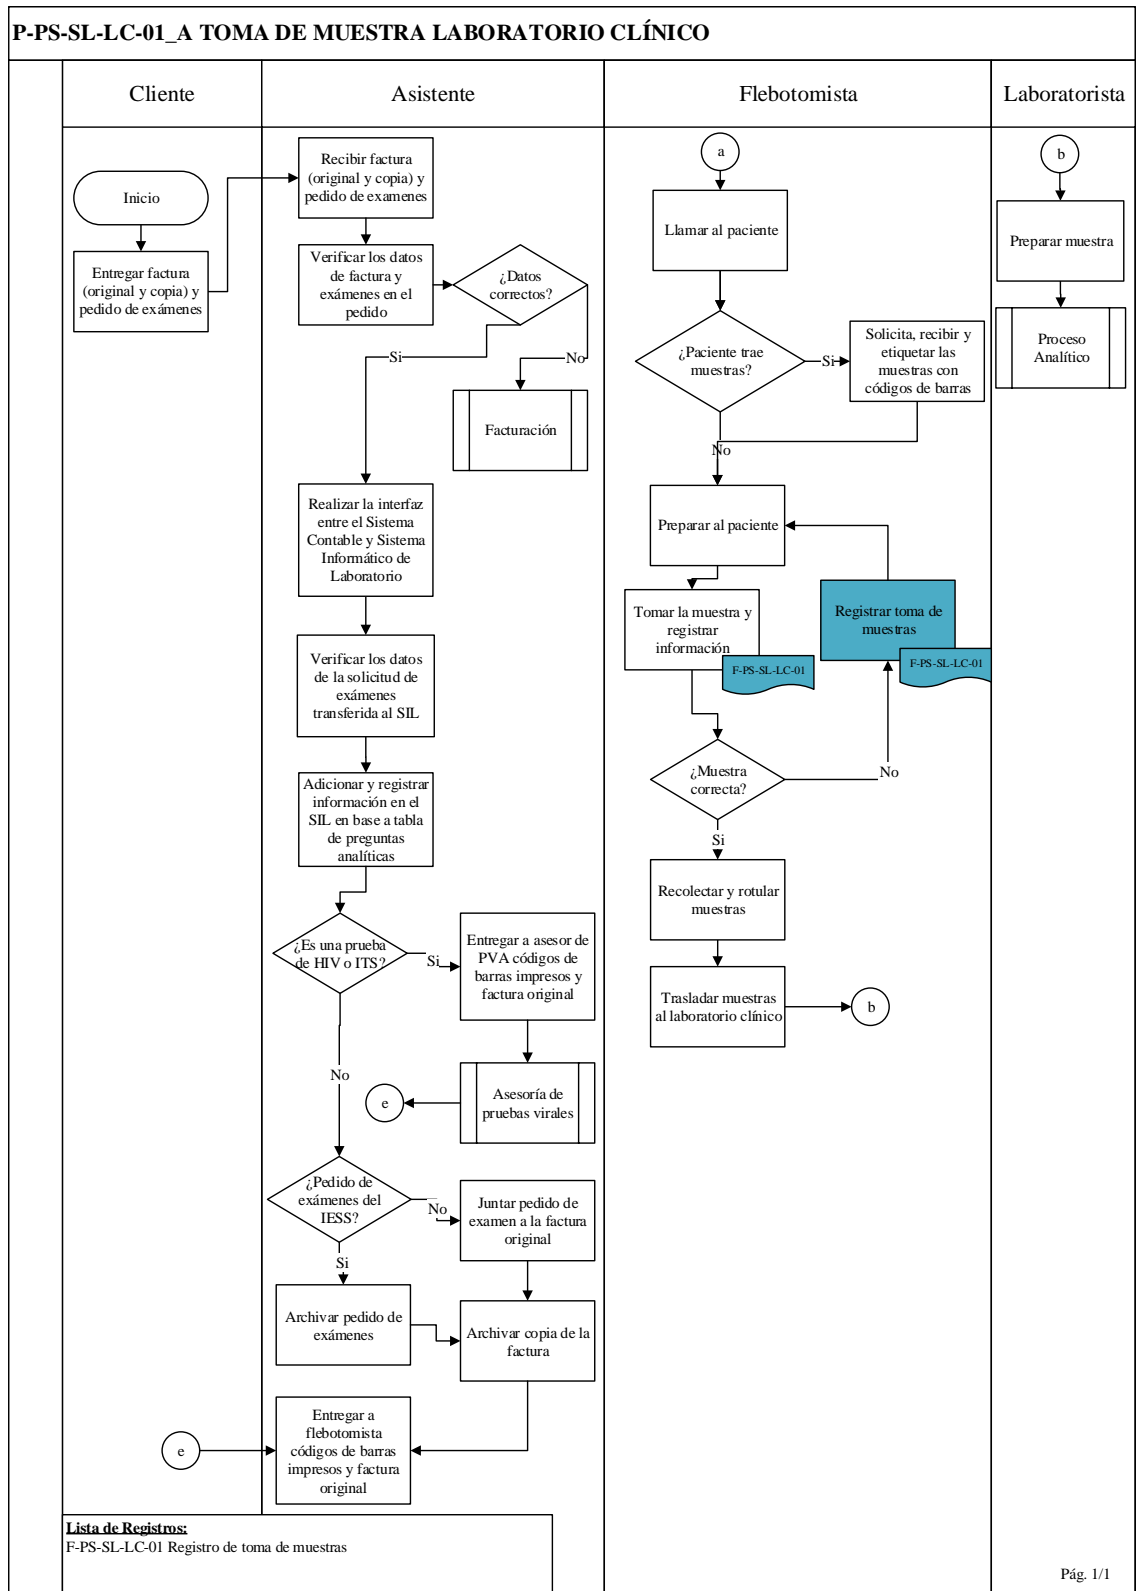 P-PS-SL-LC-01_A TOMA DE MUESTRA LABORATORIO CLÍNICO
Cliente
Asistente
Flebotomista
Laboratorista
Inicio
Entregar factura
(original y copia) y
pedido de exámenes
Recibir factura
(original y copia) y
pedido de examenes
Verificar los datos
de factura y
exámenes en el
pedido
¿Datos
correctos?
Si
No
Facturación
Realizar la interfaz
entre el Sistema
Contable y Sistema
Informático de
Laboratorio
Verificar los datos
de la solicitud de
exámenes
transferida al SIL
Adicionar y registrar
información en el
SIL en base a tabla
de preguntas
analíticas
¿Es una prueba
de HIV o ITS?
Si
Entregar a asesor de
PVA códigos de
barras impresos y
factura original
No
e
Asesoría de
pruebas virales
¿Pedido de
exámenes del
IESS?
No
Juntar pedido de
examen a la factura
original
Si
Archivar pedido de
exámenes
Archivar copia de la
factura
e
Entregar a
flebotomista
códigos de barras
impresos y factura
original
a
Llamar al paciente
¿Paciente trae
muestras?
Si
Solicita, recibir y
etiquetar las
muestras con
códigos de barras
No
Preparar al paciente
Tomar la muestra y
registrar
información
F-PS-SL-LC-01
Registrar toma de
muestras
F-PS-SL-LC-01
¿Muestra
correcta?
No
Si
Recolectar y rotular
muestras
Trasladar muestras
al laboratorio clínico
b
b
Preparar muestra
Proceso
Analítico
Lista de Registros:
F-PS-SL-LC-01 Registro de toma de muestras
Pág. 1/1